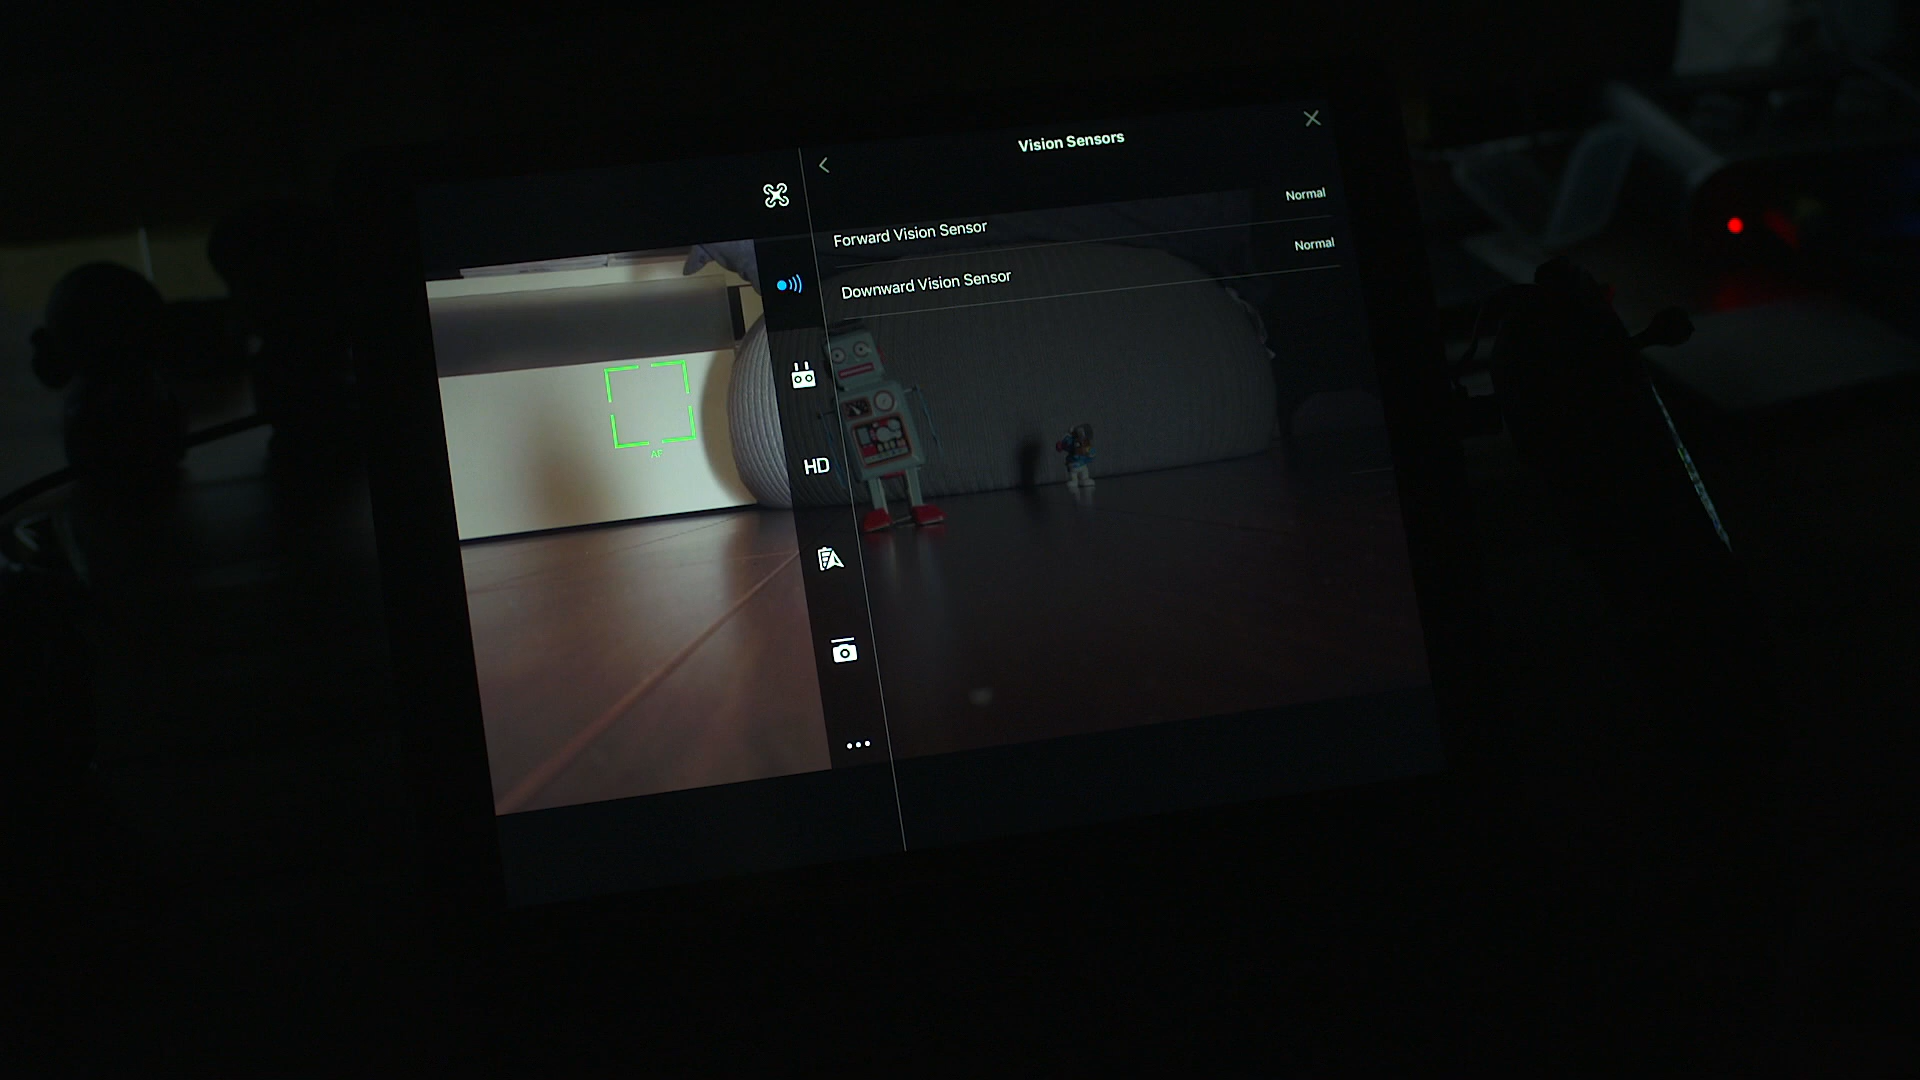 Vision Sensors
Forward Vision Sensor Normal
Downward Vision Sensor Normal
AF
HD